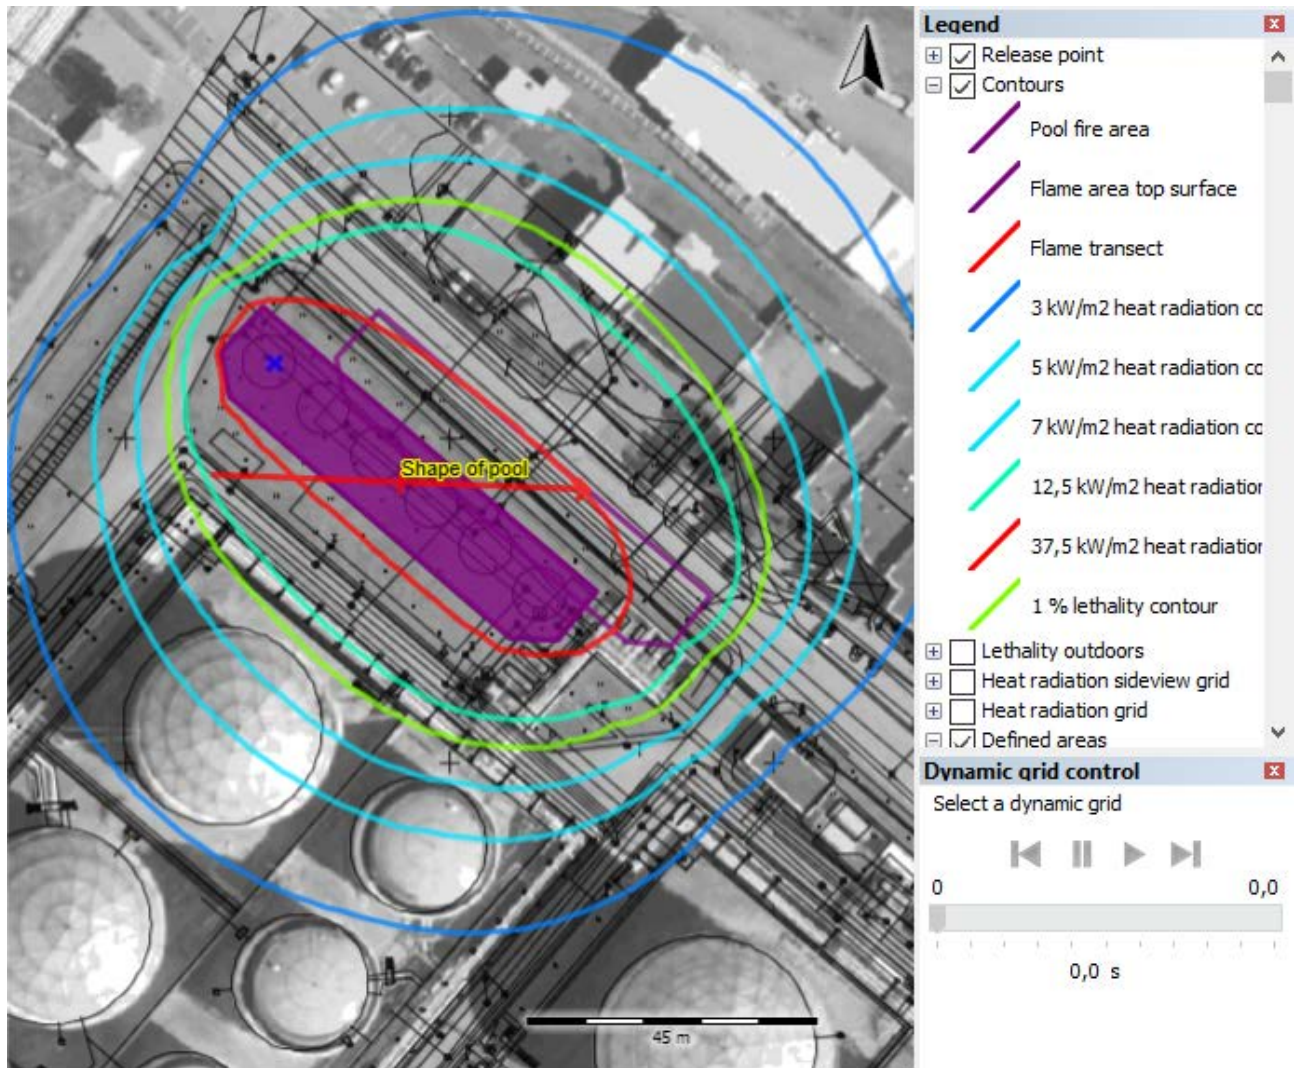 Legend
Release point
Contours
Pool fire area
Flame area top surface
Flame transect
3 kW/m2 heat radiation co
5 kW/m2 heat radiation co
7 kW/m2 heat radiation co
12,5 kW/m2 heat radiation
37,5 kW/m2 heat radiation
1 % lethality contour
Lethality outdoors
Heat radiation sideview grid
Heat radiation grid
Defined areas
Dynamic grid control
Select a dynamic grid
0 0,0
0,0 s
Shape of pool
45 m